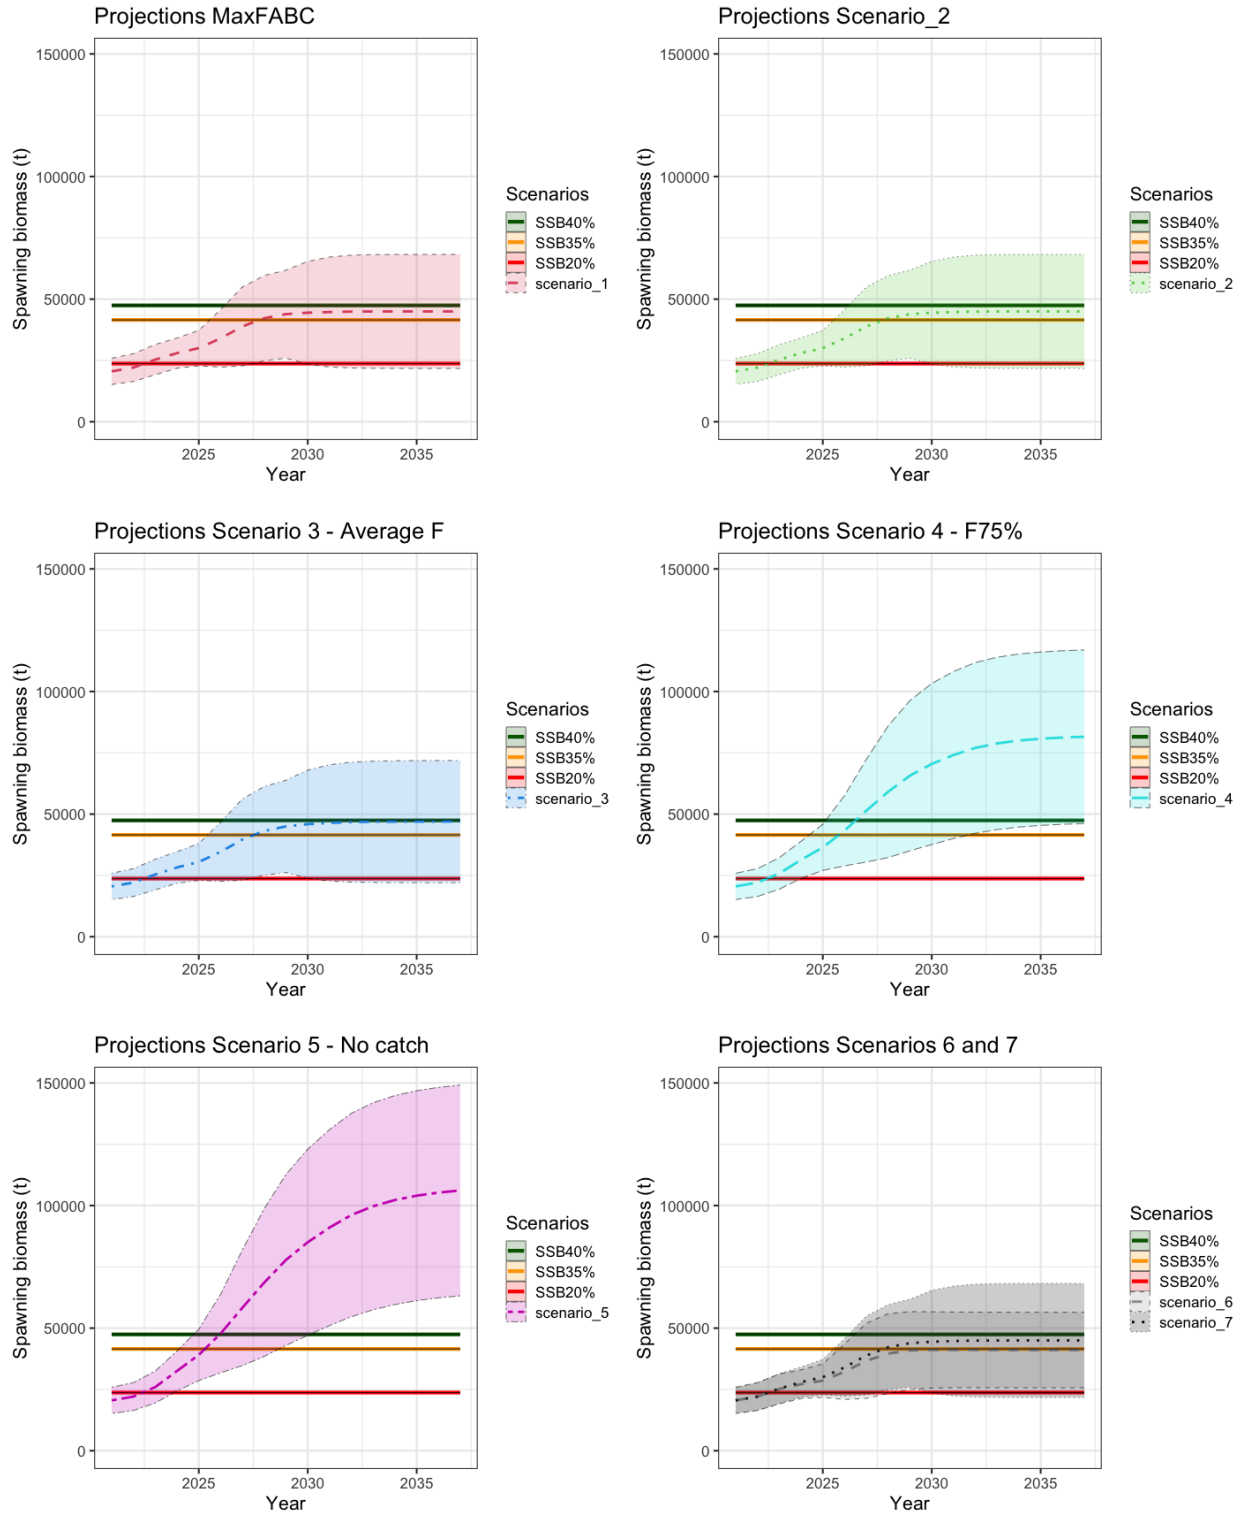 Projections MaxFABC
150000
100000
50000
0
Spawning biomass (t)
2025
2030
2035
Year
Scenarios
SSB40%
SSB35%
SSB20%
scenario_1
Projections Scenario_2
150000
100000
50000
0
Spawning biomass (t)
2025
2030
2035
Year
Scenarios
SSB40%
SSB35%
SSB20%
scenario_2
Projections Scenario 3 - Average F
150000
100000
50000
0
Spawning biomass (t)
2025
2030
2035
Year
Scenarios
SSB40%
SSB35%
SSB20%
scenario_3
Projections Scenario 4 - F75%
150000
100000
50000
0
Spawning biomass (t)
2025
2030
2035
Year
Scenarios
SSB40%
SSB35%
SSB20%
scenario_4
Projections Scenario 5 - No catch
150000
100000
50000
0
Spawning biomass (t)
2025
2030
2035
Year
Scenarios
SSB40%
SSB35%
SSB20%
scenario_5
Projections Scenarios 6 and 7
150000
100000
50000
0
Spawning biomass (t)
2025
2030
2035
Year
Scenarios
SSB40%
SSB35%
SSB20%
scenario_6
scenario_7